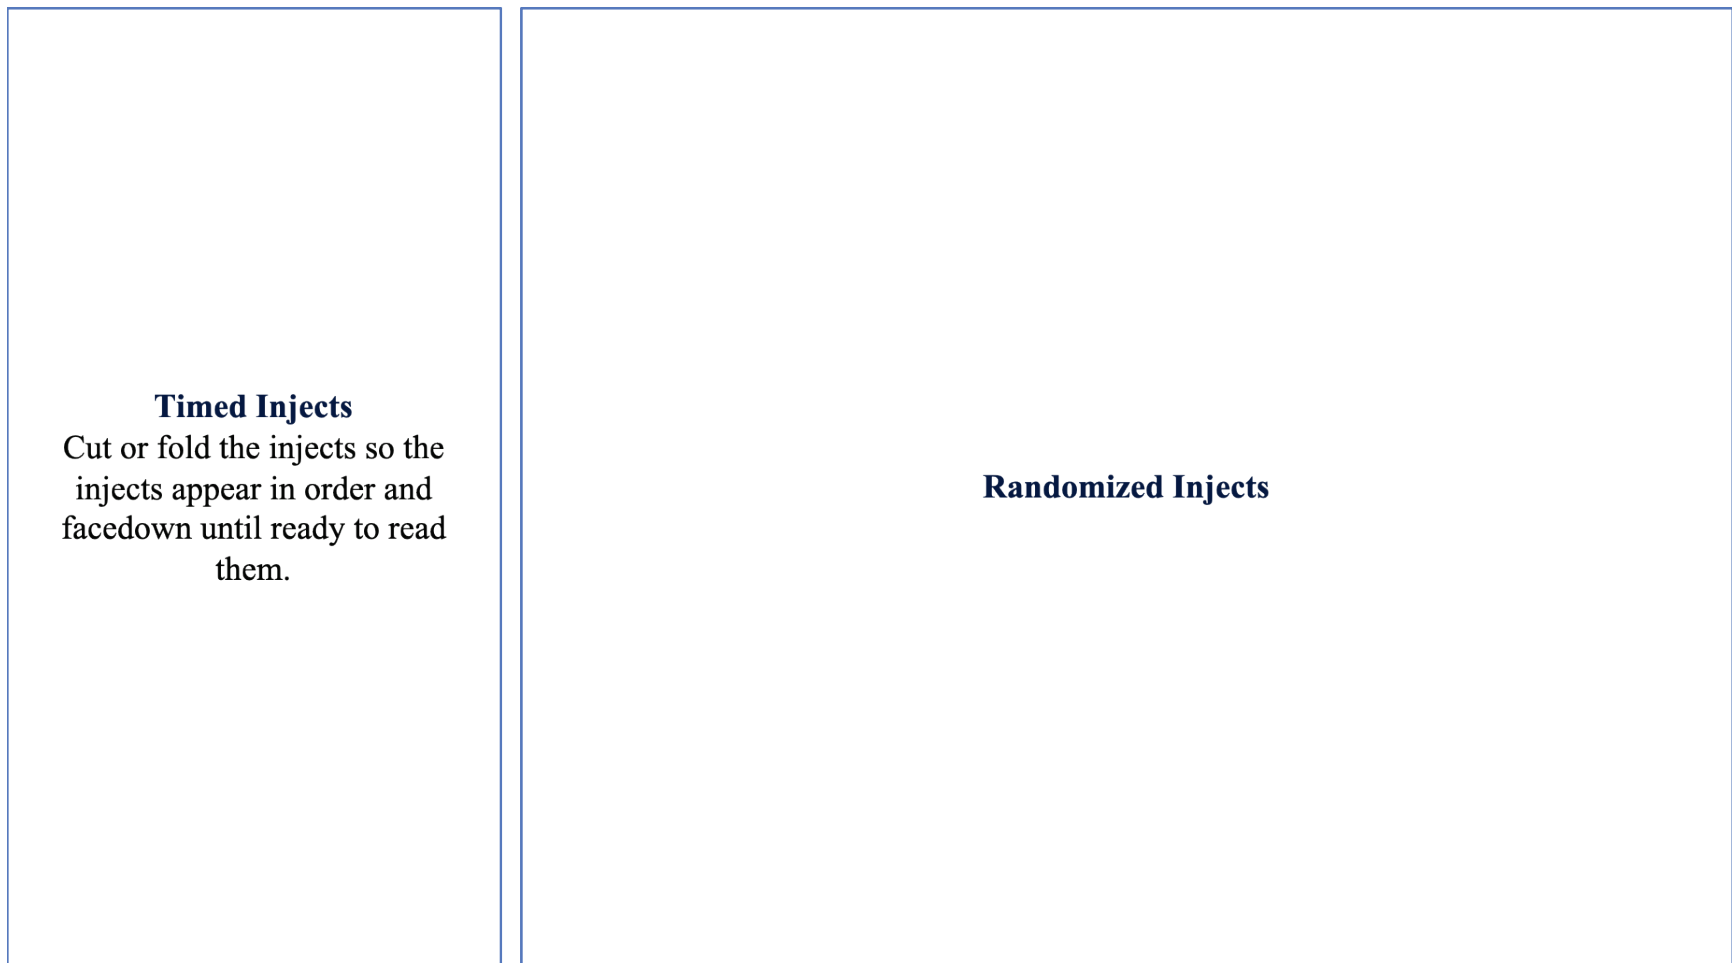 Timed Injects
Cut or fold the injects so the
injects appear in order and
facedown until ready to read
them.
Randomized Injects